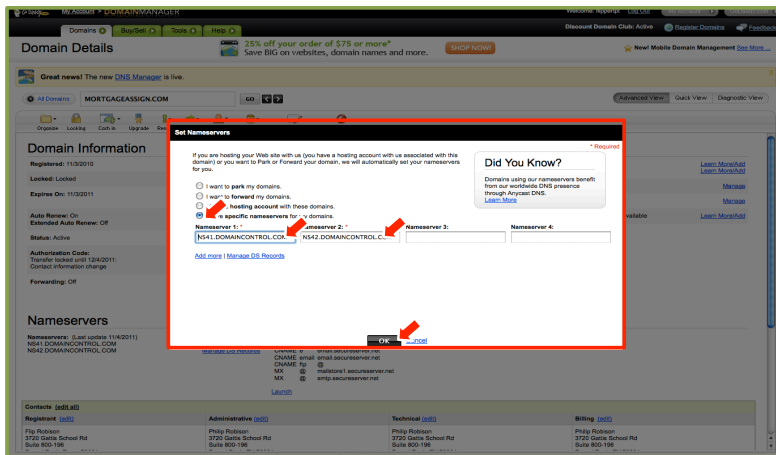 Go Daddy My Account > DOMAINMANAGER
LOG OUT
Domains Buy/Sell Tools Help
Discount Domain Club: Active Register Domains Feedback
Domain Details
25% off your order of $75 or more*
Save BIG on websites, domain names and more.
SHOP NOW!
New! Mobile Domain Management See More ...
Great news! The new DNS Manager is live.
All Domains MORTGAGEASSIGN.COM GO
Advanced View Quick View Diagnostic View
Organize Locking Cash in Upgrade
Set Nameservers
* Required
If you are hosting your Web site with us (you have a hosting account with us associated with this
domain) or you want to Park or Forward your domain, we will automatically set your nameservers
for you.
I want to park my domains.
I want to forward my domains.
hosting account with these domains.
specific nameservers for my domains.
Did You Know?
Domains using our nameservers benefit
from our worldwide DNS presence
through Anycast DNS.
Learn More
Nameserver 1: * Nameserver 2: * Nameserver 3: Nameserver 4:
NS41.DOMAINCONTROL.COM NS42.DOMAINCONTROL.C
Add more | Manage DS Records
OK
Domain Information
Registered: 11/3/2010
Learn More/Add
Learn More/Add
Locked: Locked
Expires On: 11/3/2011
Manage
Manage
Auto Renew: On
Extended Auto Renew: Off
Learn More/Add
Status: Active
Authorization Code:
Transfer locked until 12/4/2011:
Contact information change
Forwarding: Off
Nameservers
Nameservers: (Last update 11/4/2011)
NS41.DOMAINCONTROL.COM
NS42.DOMAINCONTROL.COM
Manage DS Records
CNAME e email.secureserver.net
CNAME email email.secureserver.net
CNAME ftp @
MX @ mailstore1.secureserver.net
MX @ smtp.secureserver.net
Launch
Contacts (edit all)
Registrant (edit) Administrative (edit) Technical (edit) Billing (edit)
Flip Robison Philip Robison Philip Robison Philip Robison
3720 Gattis School Rd 3720 Gattis School Rd 3720 Gattis School Rd 3720 Gattis School Rd
Suite 800-196 Suite 800-196 Suite 800-196 Suite 800-196